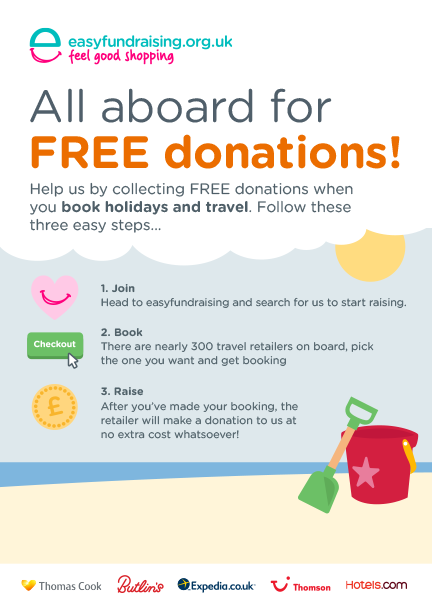 easyfundraising.org.uk
feel good shopping
All aboard for
FREE donations!
Help us by collecting FREE donations when
you book holidays and travel. Follow these
three easy steps...
1. Join
Head to easyfundraising and search for us to start raising.
Checkout
2. Book
There are nearly 300 travel retailers on board, pick
the one you want and get booking
£
3. Raise
After you've made your booking, the
retailer will make a donation to us at
no extra cost whatsoever!
Thomas Cook Butlin's Expedia.co.uk Thomson Hotels.com